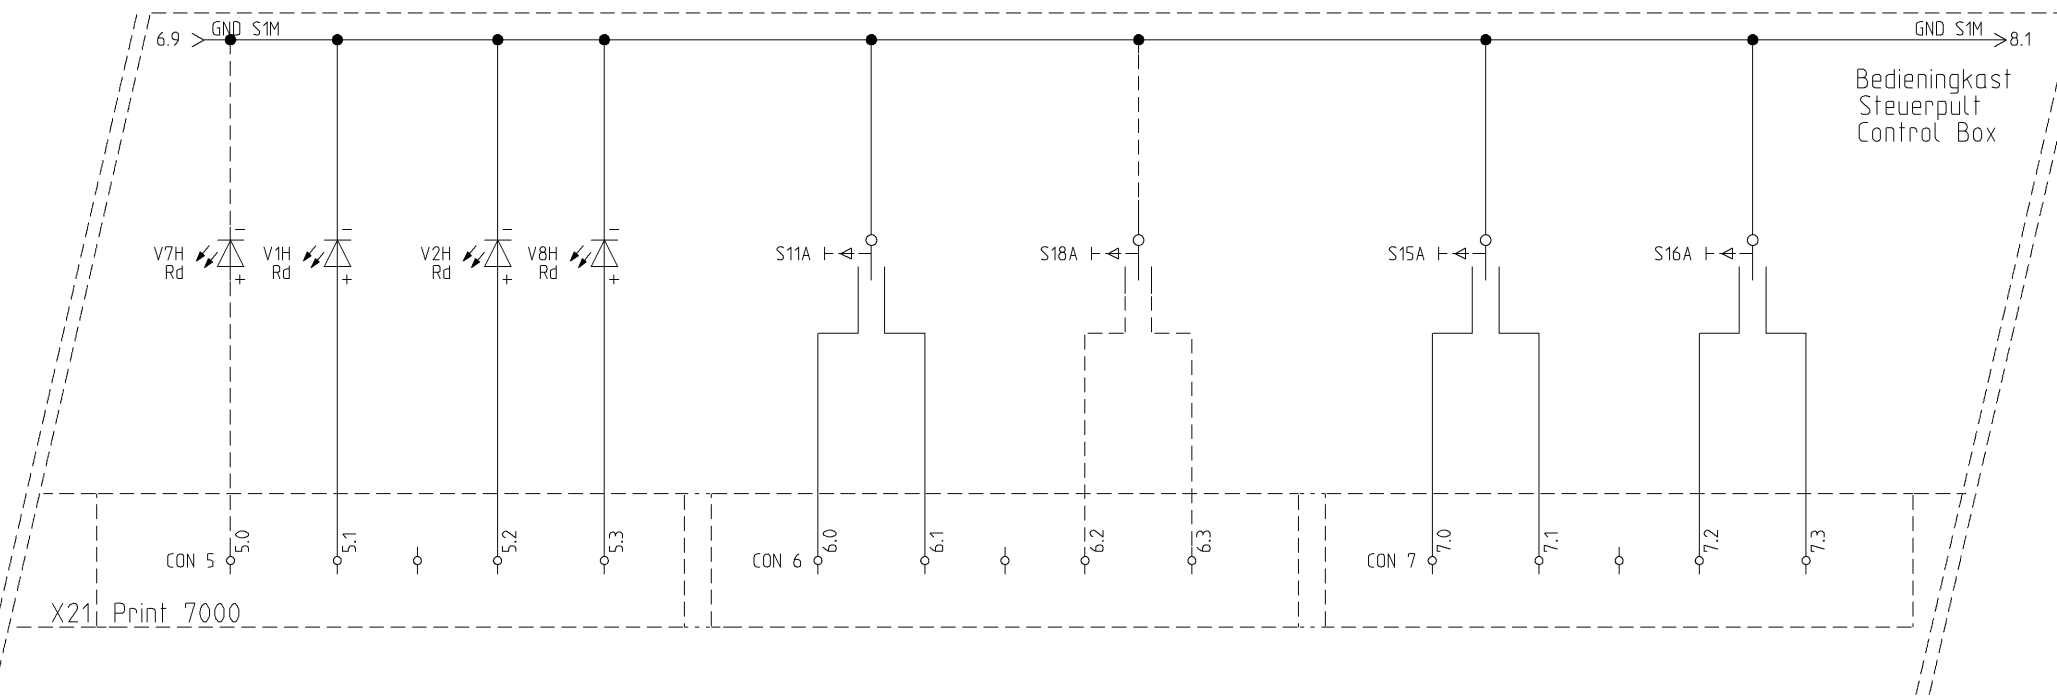 6.9
GND S1M
GND S1M
8.1
Bedieningkast
Steuerpult
Control Box
V7H
Rd
V1H
Rd
V2H
Rd
V8H
Rd
S11A
S18A
S15A
S16A
CON 5
5.0
5.1
5.2
5.3
CON 6
6.0
6.1
6.2
6.3
CON 7
7.0
7.1
7.2
7.3
X21 Print 7000